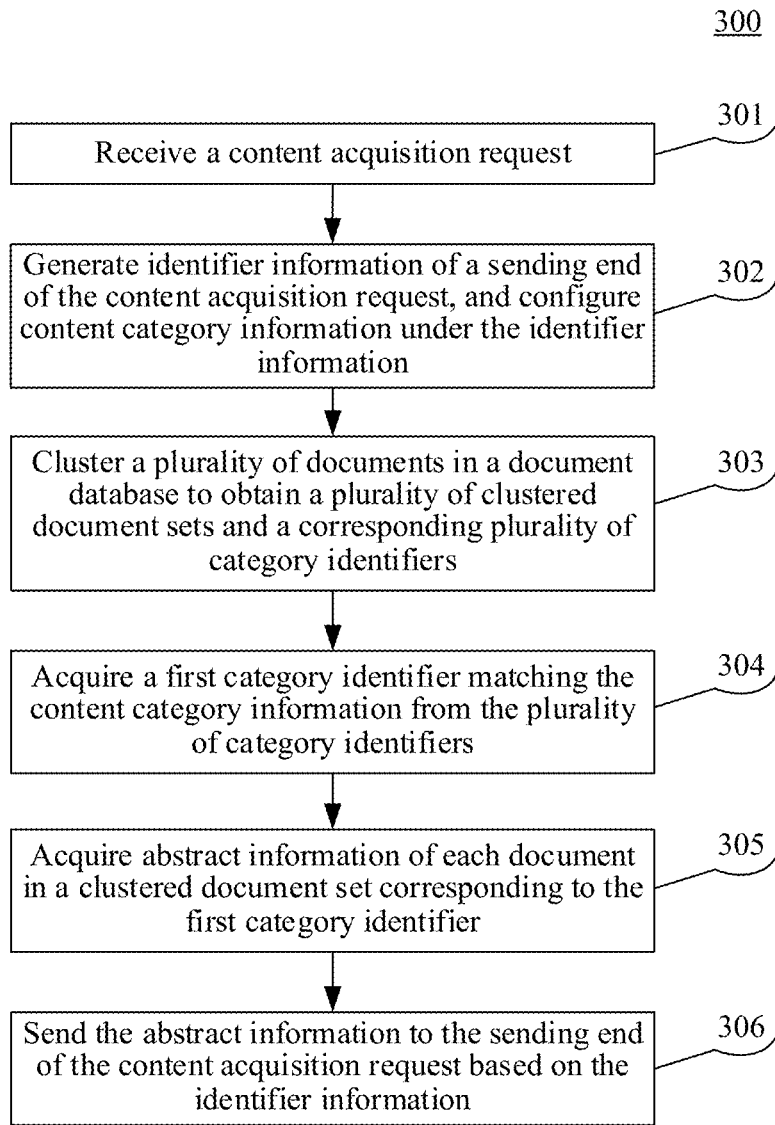 300
301
Receive a content acquisition request
302
Generate identifier information of a sending end
of the content acquisition request, and configure
content category information under the identifier
information
303
Cluster a plurality of documents in a document
database to obtain a plurality of clustered
document sets and a corresponding plurality of
category identifiers
304
Acquire a first category identifier matching the
content category information from the plurality
of category identifiers
305
Acquire abstract information of each document
in a clustered document set corresponding to the
first category identifier
306
Send the abstract information to the sending end
of the content acquisition request based on the
identifier information